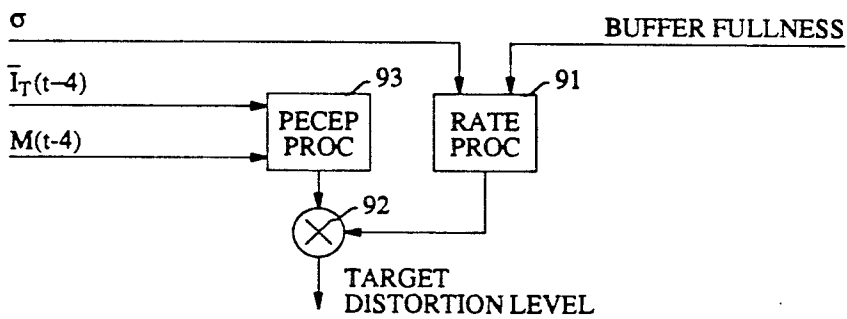 σ
BUFFER FULLNESS
Ī_T(t-4)
M(t-4)
93
91
PECEP
PROC
RATE
PROC
92
TARGET
DISTORTION LEVEL